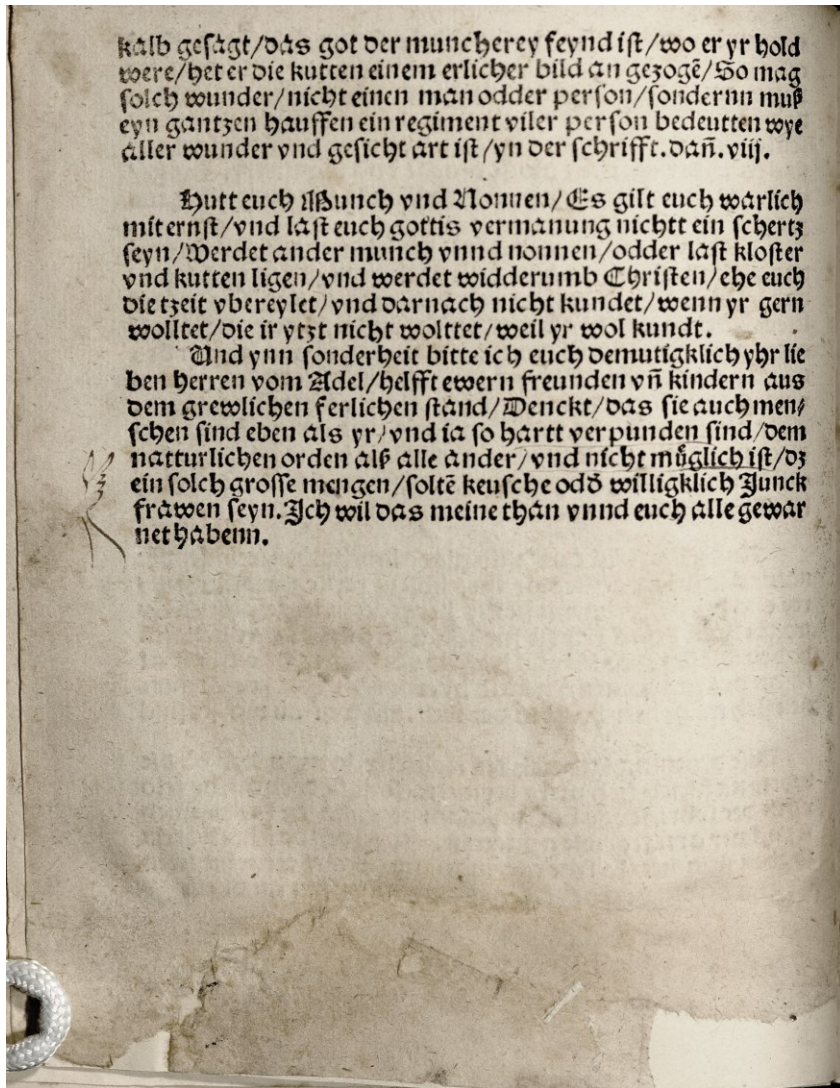 kalb gesagt/das got der muncherey feynd ist/wo er yr hold
were/het er die kutten einem erlicher bild an gezogē/So mag
solch wunder/nicht einen man odder person/sondernn muß
eyn gantzen hauffen ein regiment viler person bedeutten wye
aller wunder vnd gesicht art ist/yn der schrifft.dan̄.viij.
Hutt euch Munch vnd Nonnen/Es gilt euch warlich
mit ernst/vnd last euch gottis vermanung nichtt ein schertz
seyn/Werdet ander munch vnnd nonnen/odder last kloster
vnd kutten ligen/vnd werdet widderumb Christen/ehe euch
die tzeit vbereylet/vnd darnach nicht kundet/wenn yr gern
wolltet/die ir ytzt nicht wolttet/weil yr wol kundt.
Und ynn sonderheit bitte ich euch demutigklich yhr lie
ben herren vom Adel/helfft ewern freunden vn̄ kindern aus
dem grewlichen ferlichen stand/Denckt/das sie auch men/
schen sind eben als yr/vnd ia so hartt verpunden sind/dem
natturlichen orden alß alle ander/vnd nicht mӳglich ist/dz
ein solch grosse mengen/soltē keusche odd̄ willigklich Junck
frawen seyn.Ich wil das meine than vnnd euch alle gewar
net habenn.